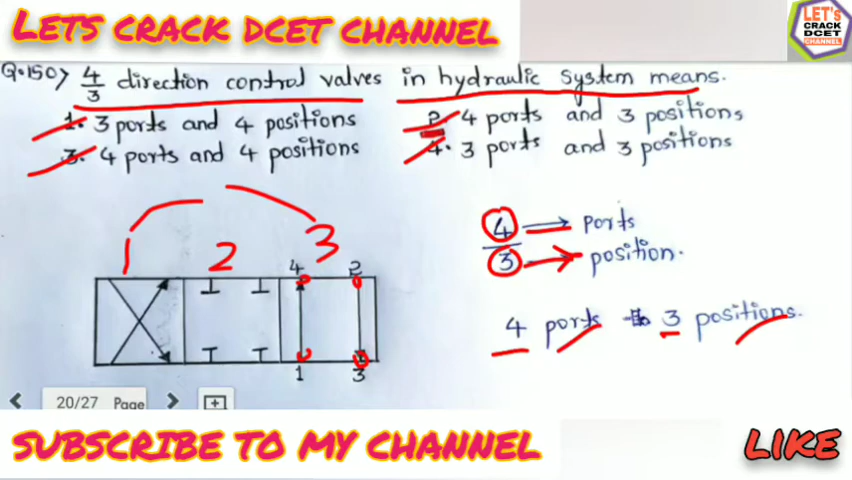 LETS CRACK DCET CHANNEL
LET'S
CRACK
DCET
CHANNEL
Q.150> 4/3 direction control valves in hydraulic system means.
1. 3 ports and 4 positions
2. 4 ports and 3 positions
3. 4 ports and 4 positions
4. 3 ports and 3 positions
1 2 3
4 2
1 3
4 → ports
3 → position.
4 ports 3 positions.
20/27 Page
SUBSCRIBE TO MY CHANNEL
LIKE